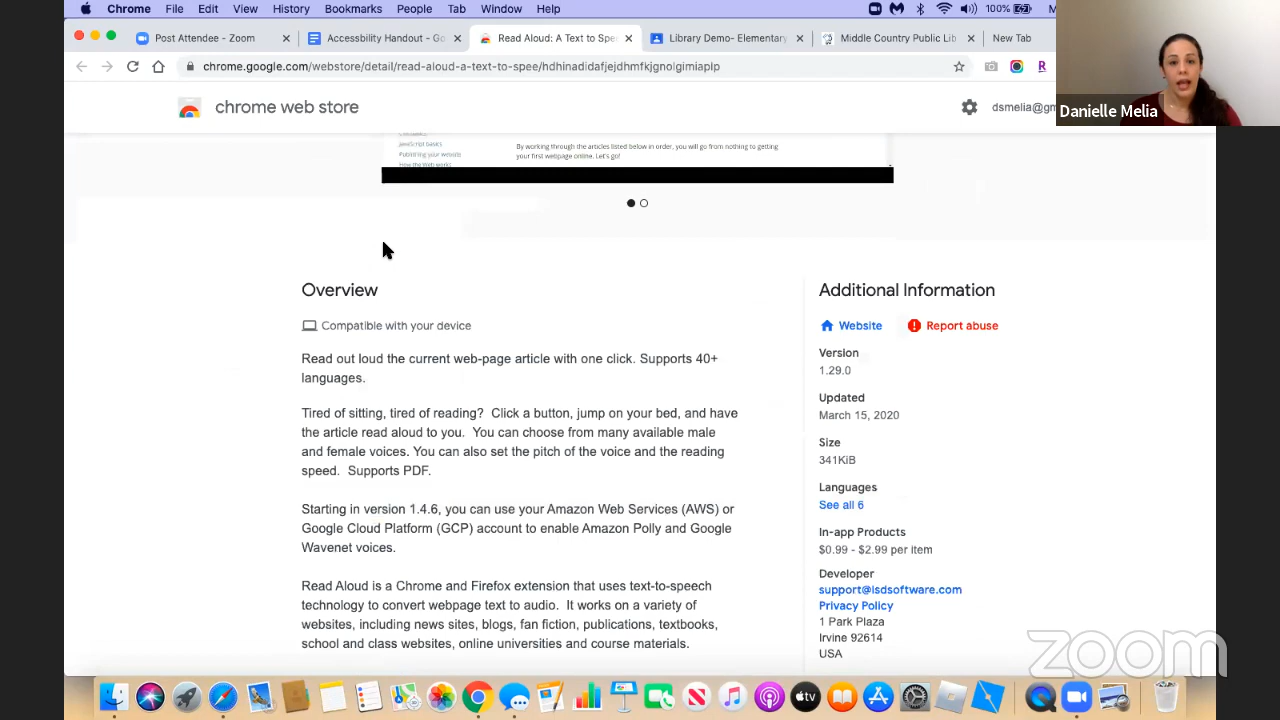 Chrome File Edit View History Bookmarks People Tab Window Help 100%
Post Attendee - Zoom
Accessibility Handout - Go
Read Aloud: A Text to Spe
Library Demo- Elementary
Middle Country Public Lib
New Tab
chrome.google.com/webstore/detail/read-aloud-a-text-to-spee/hdhinadidafjejdhmfkjgnolgimiaplp
chrome web store
dsmelia@gm
Danielle Melia
JavaScript basics
Publishing your website
How the Web works
By working through the articles listed below in order, you will go from nothing to getting
your first webpage online. Let's go!
Overview
Compatible with your device
Read out loud the current web-page article with one click. Supports 40+
languages.
Tired of sitting, tired of reading? Click a button, jump on your bed, and have
the article read aloud to you. You can choose from many available male
and female voices. You can also set the pitch of the voice and the reading
speed. Supports PDF.
Starting in version 1.4.6, you can use your Amazon Web Services (AWS) or
Google Cloud Platform (GCP) account to enable Amazon Polly and Google
Wavenet voices.
Read Aloud is a Chrome and Firefox extension that uses text-to-speech
technology to convert webpage text to audio. It works on a variety of
websites, including news sites, blogs, fan fiction, publications, textbooks,
school and class websites, online universities and course materials.
Additional Information
Website
Report abuse
Version
1.29.0
Updated
March 15, 2020
Size
341KiB
Languages
See all 6
In-app Products
$0.99 - $2.99 per item
Developer
support@lsdsoftware.com
Privacy Policy
1 Park Plaza
Irvine 92614
USA
zoom
tv